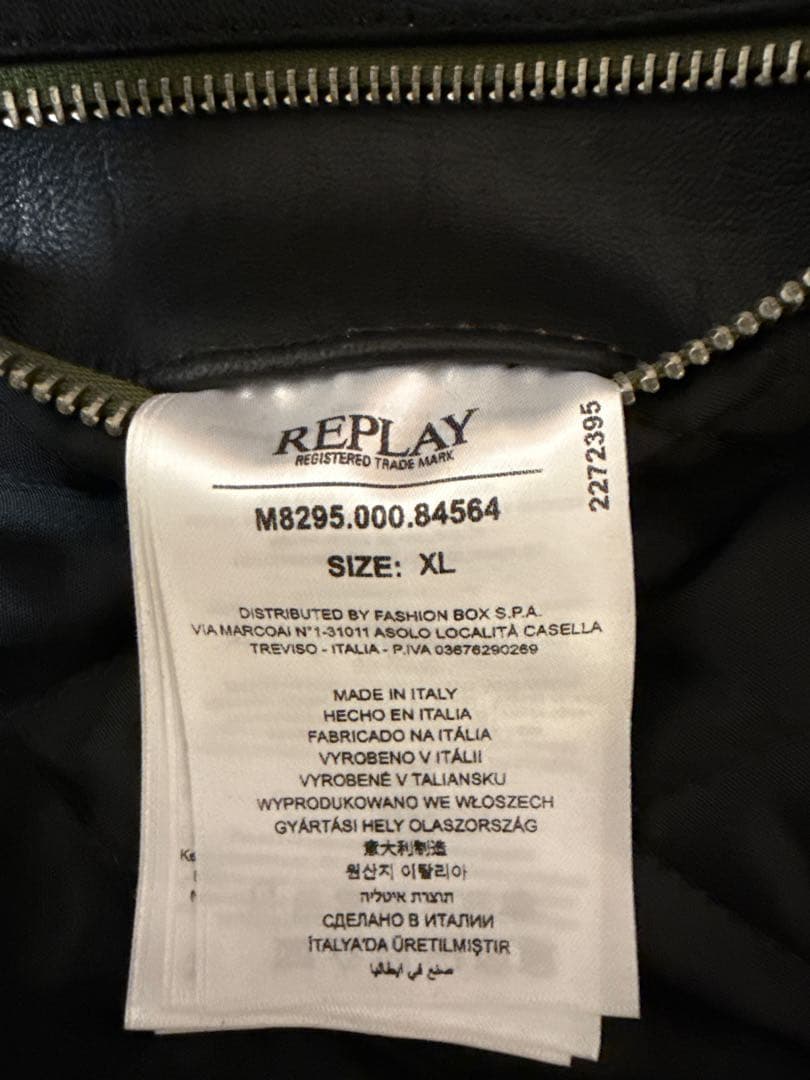 REPLAY
REGISTERED TRADE MARK
2272395
M8295.000.84564
SIZE: XL
DISTRIBUTED BY FASHION BOX S.P.A.
VIA MARCOAI N°1-31011 ASOLO LOCALITÀ CASELLA
TREVISO - ITALIA - P.IVA 03676290269
MADE IN ITALY
HECHO EN ITALIA
FABRICADO NA ITÁLIA
VYROBENO V ITÁLII
VYROBENÉ V TALIANSKU
WYPRODUKOWANO WE WŁOSZECH
GYÁRTÁSI HELY OLASZORSZÁG
意大利制造
원산지 이탈리아
תוצרת איטליה
СДЕЛАНО В ИТАЛИИ
İTALYA'DA ÜRETİLMİŞTİR
صنع في ايطاليا